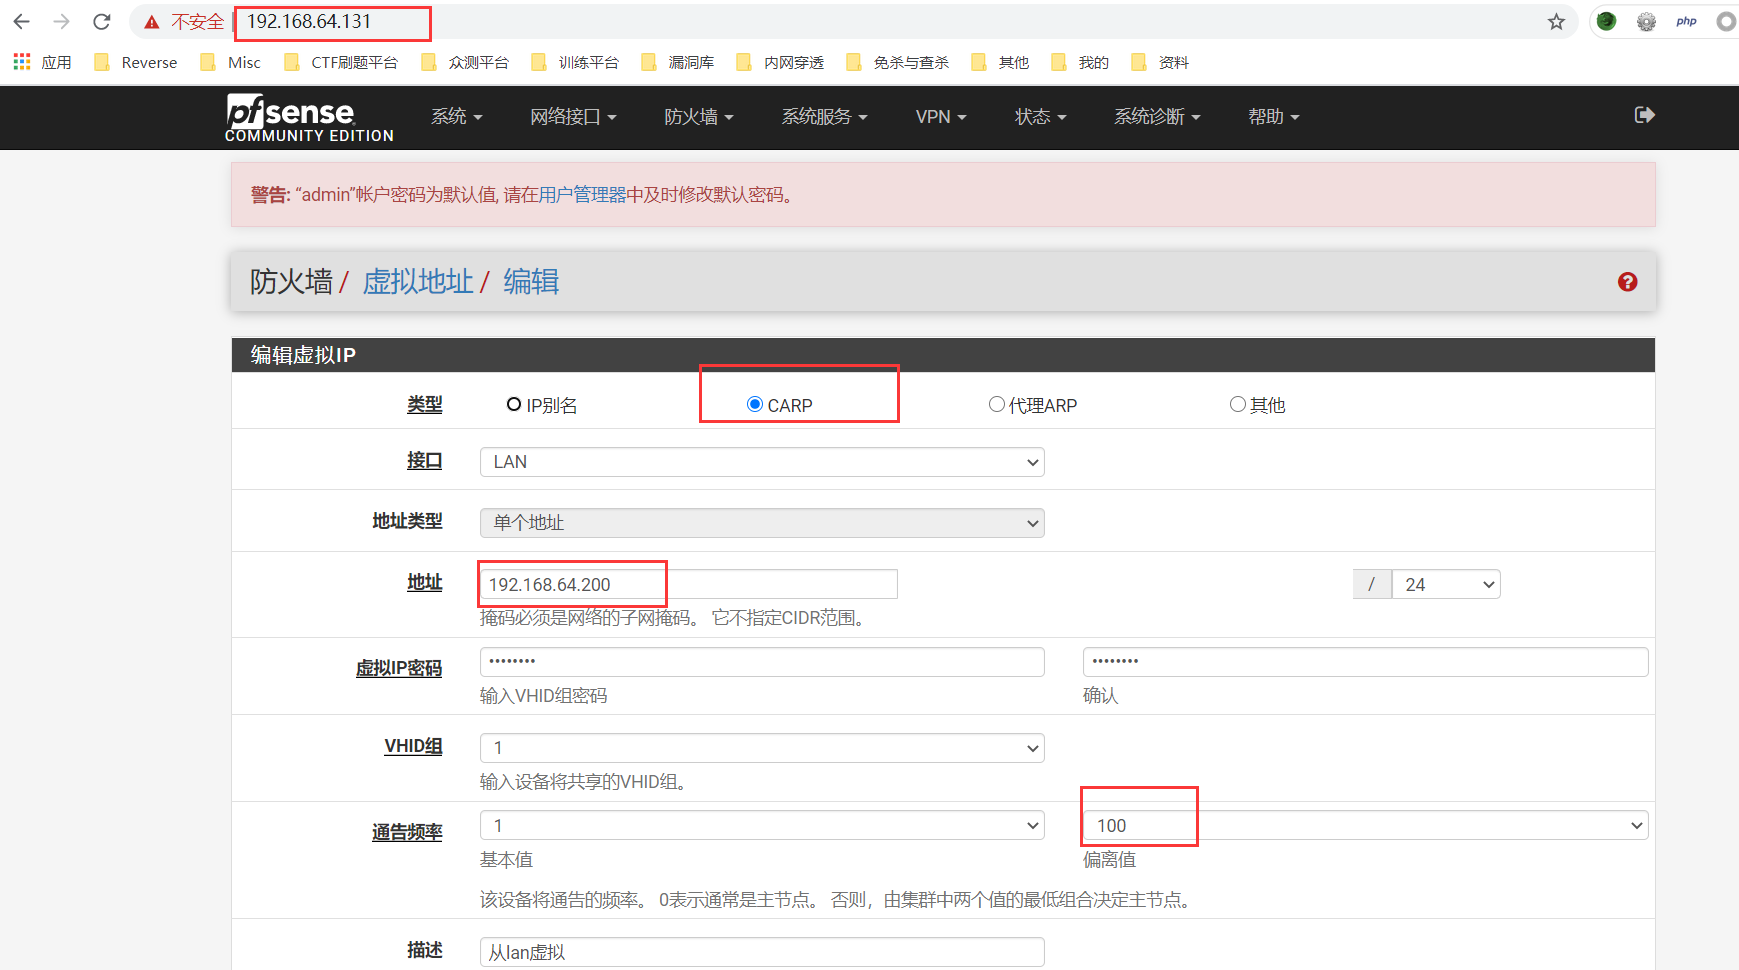 不安全 192.168.64.131 php
应用 Reverse Misc CTF刷题平台 众测平台 训练平台 漏洞库 内网穿透 免杀与查杀 其他 我的 资料
pfsense 系统 网络接口 防火墙 系统服务 VPN 状态 系统诊断 帮助
COMMUNITY EDITION
警告: “admin”帐户密码为默认值, 请在用户管理器中及时修改默认密码。
防火墙 / 虚拟地址 / 编辑
编辑虚拟IP
类型 IP别名 CARP 代理ARP 其他
接口 LAN
地址类型 单个地址
地址 192.168.64.200 / 24
掩码必须是网络的子网掩码。 它不指定CIDR范围。
虚拟IP密码 •••••••• ••••••••
输入VHID组密码 确认
VHID组 1
输入设备将共享的VHID组。
通告频率 1 100
基本值 偏离值
该设备将通告的频率。 0表示通常是主节点。 否则，由集群中两个值的最低组合决定主节点。
描述 从lan虚拟